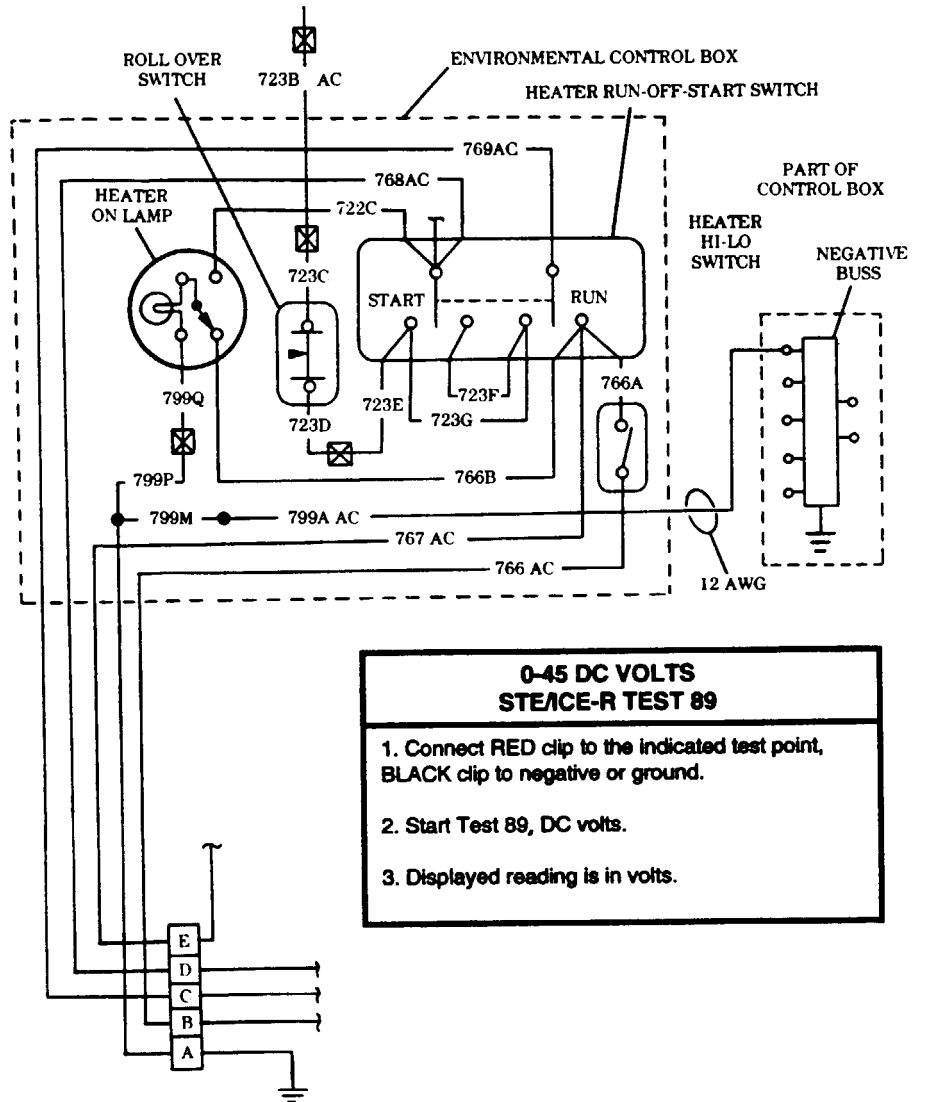 ROLL OVER
SWITCH
723B AC
ENVIRONMENTAL CONTROL BOX
HEATER RUN-OFF-START SWITCH
769AC
768AC
PART OF
CONTROL BOX
HEATER
ON LAMP
722C
HEATER
HI-LO
SWITCH
NEGATIVE
BUSS
723C
START
RUN
799Q
723D
723E
723F
723G
766A
799P
766B
799M
799A AC
767 AC
766 AC
12 AWG
0-45 DC VOLTS
STE/ICE-R TEST 89
1. Connect RED clip to the indicated test point,
BLACK clip to negative or ground.
2. Start Test 89, DC volts.
3. Displayed reading is in volts.
E
D
C
B
A